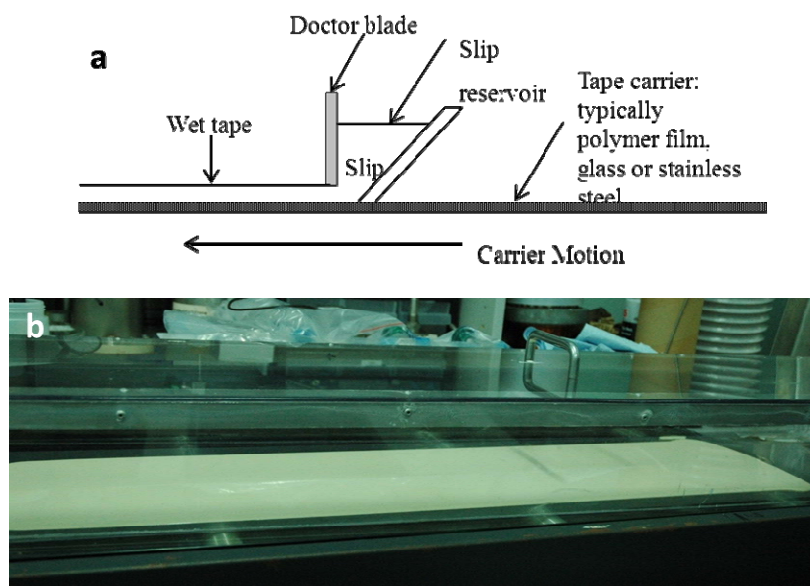 a
Doctor blade
Slip
reservoir
Wet tape
Slip
Tape carrier:
typically
polymer film,
glass or stainless
steel
Carrier Motion
b